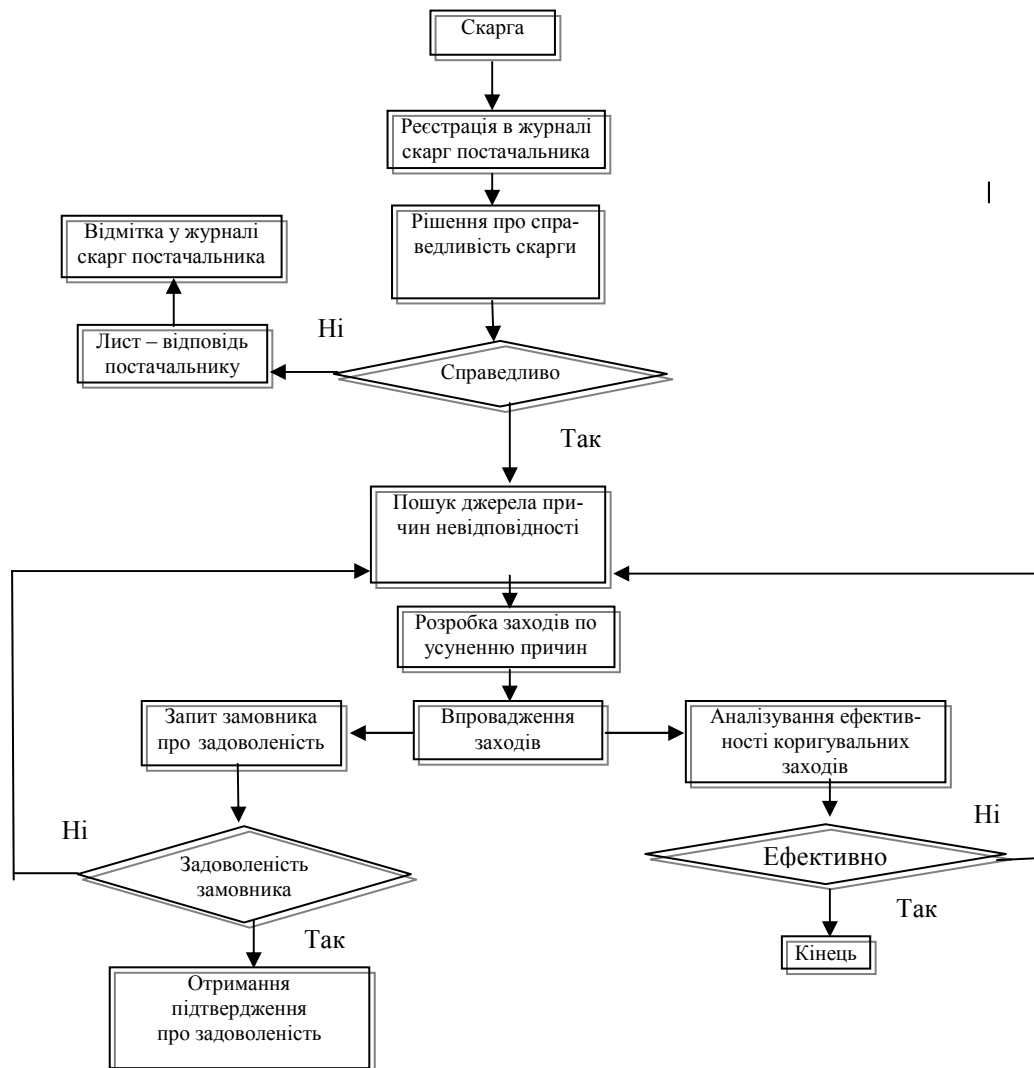 Скарга
Реєстрація в журналі
скарг постачальника
Рішення про спра-
ведливість скарги
Відмітка у журналі
скарг постачальника
Ні
Лист – відповідь
постачальнику
Справедливо
Так
Пошук джерела при-
чин невідповідності
Розробка заходів по
усуненню причин
Запит замовника
про задоволеність
Впровадження
заходів
Аналізування ефектив-
ності коригувальних
заходів
Ні
Задоволеність
замовника
Так
Отримання
підтвердження
про задоволеність
Ні
Ефективно
Так
Кінець